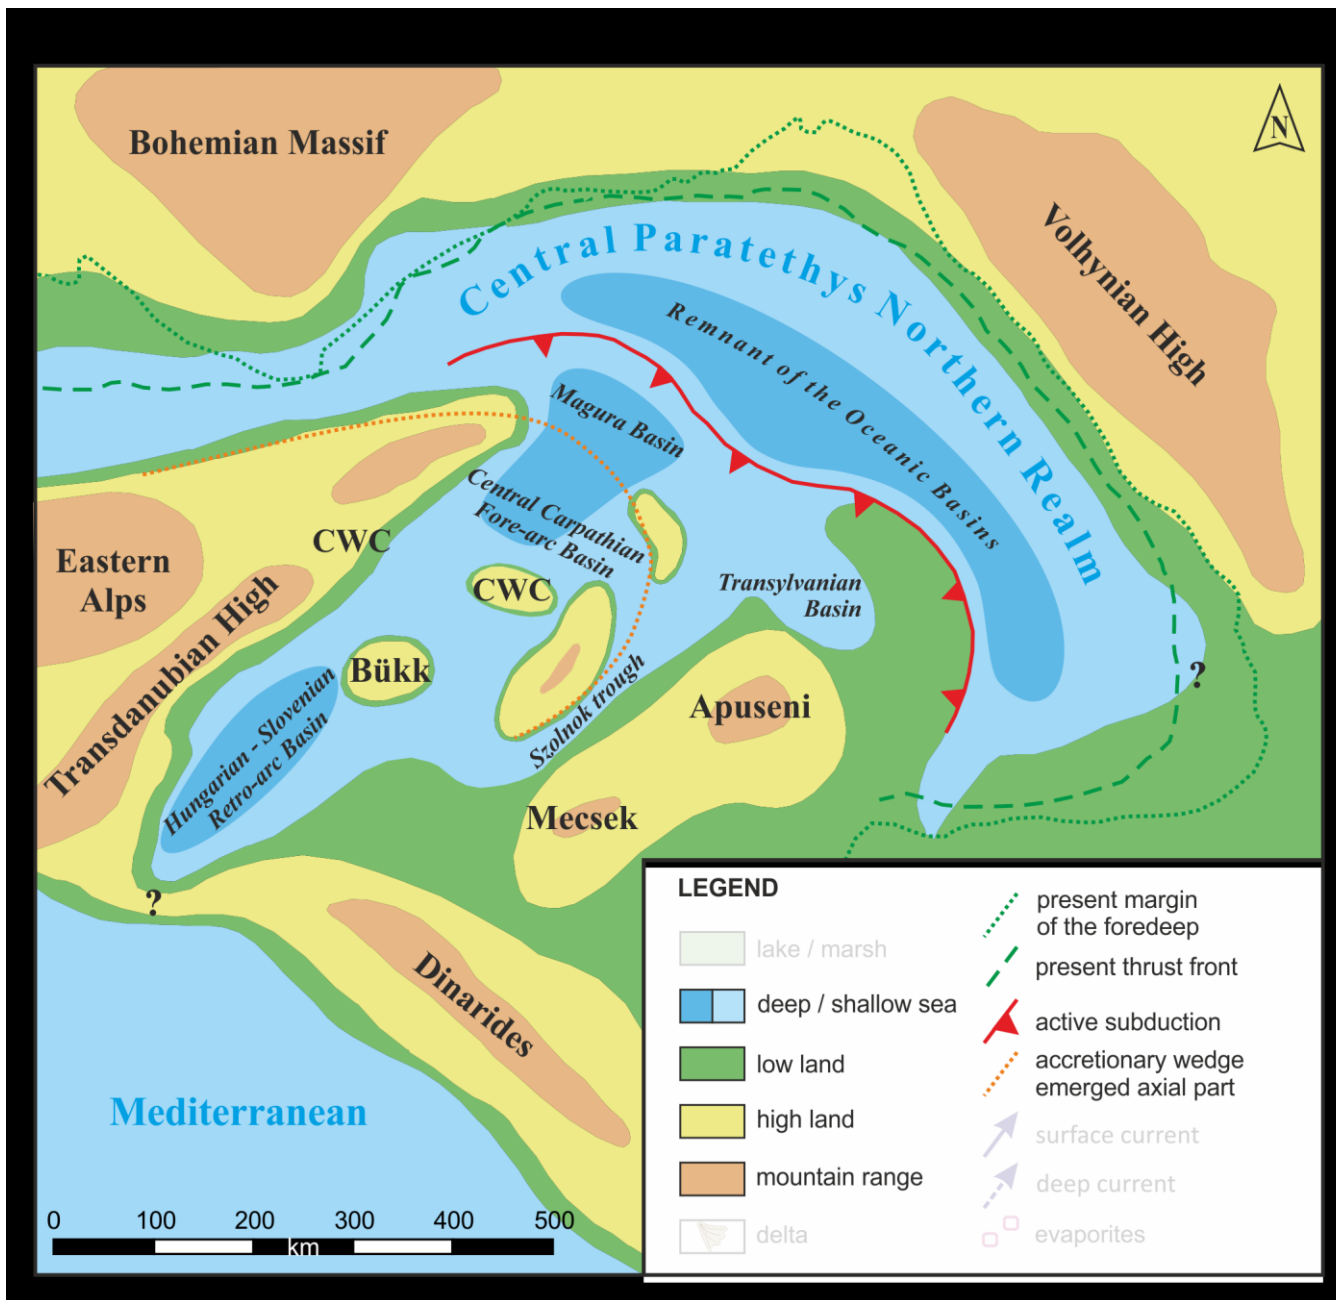 Bohemian Massif
N
Volhynian High
Central Paratethys Northern Realm
Remnant of the Oceanic Basins
Magura Basin
Central Carpathian
Fore-arc Basin
CWC
Eastern
Alps
CWC
Transylvanian
Basin
Transdanubian High
Bükk
Hungarian - Slovenian
Retro-arc Basin
Szolnok trough
Apuseni
?
Mecsek
?
Dinarides
Mediterranean
0 100 200 300 400 500
km
LEGEND
lake / marsh
deep / shallow sea
low land
high land
mountain range
delta
present margin
of the foredeep
present thrust front
active subduction
accretionary wedge
emerged axial part
surface current
deep current
evaporites